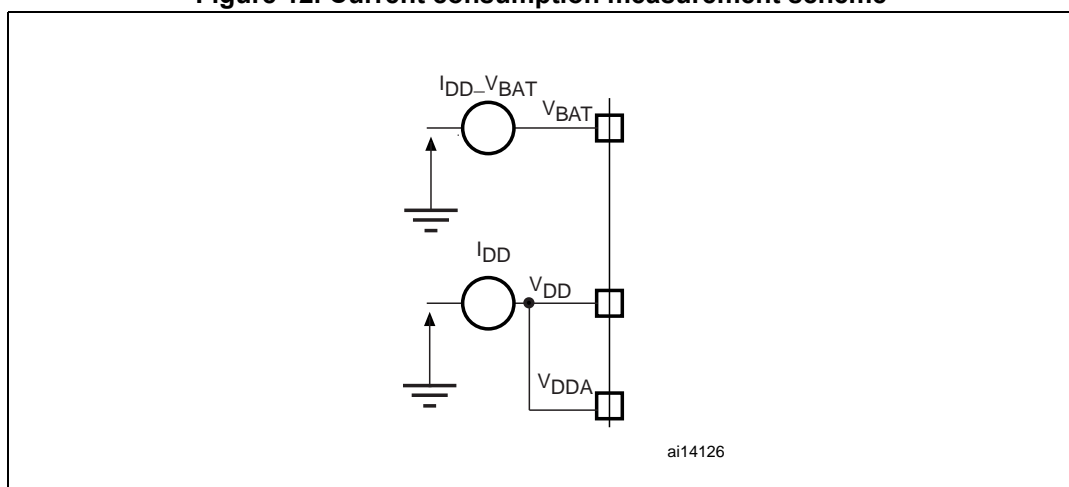 Figure 12. Current consumption measurement scheme
IDD_VBAT
VBAT
IDD
VDD
VDDA
ai14126